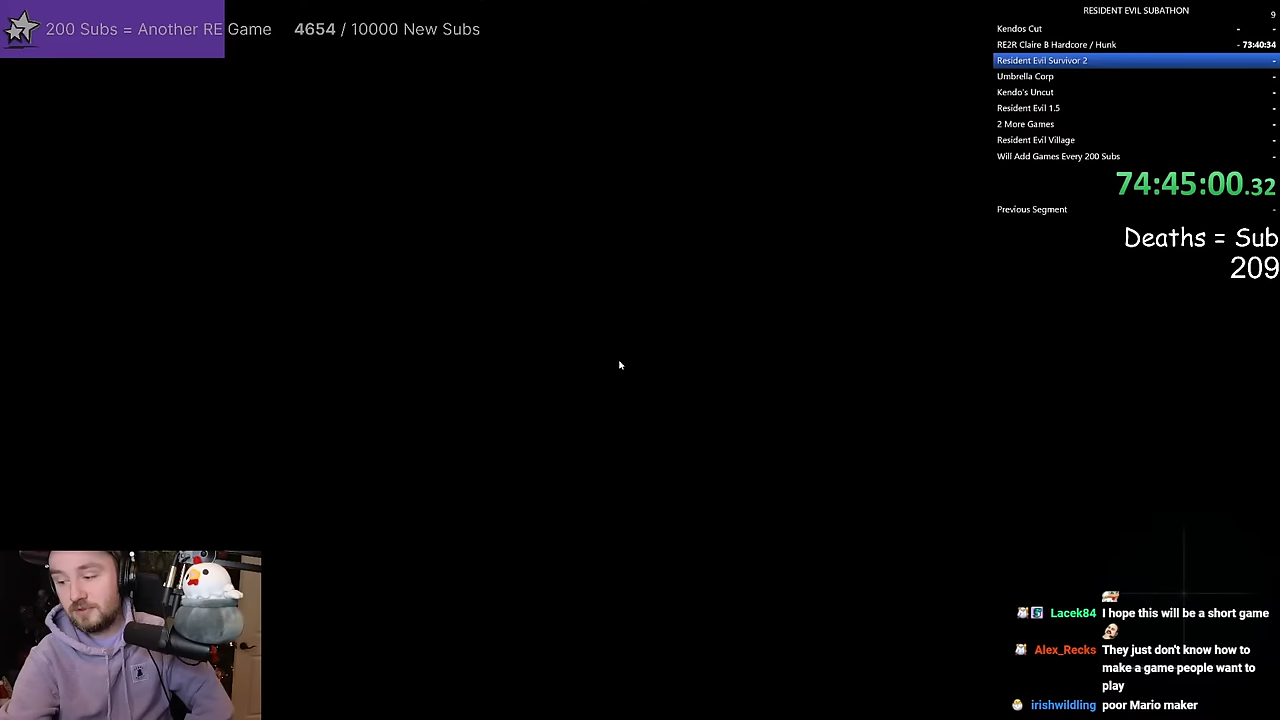 200 Subs = Another RE Game 4654 / 10000 New Subs
RESIDENT EVIL SUBATHON
9
Kendos Cut - -
RE2R Claire B Hardcore / Hunk - 73:40:34
Resident Evil Survivor 2 -
Umbrella Corp -
Kendo's Uncut -
Resident Evil 1.5 -
2 More Games -
Resident Evil Village -
Will Add Games Every 200 Subs -
74:45:00.32
Previous Segment -
Deaths = Sub
209
Lacek84 I hope this will be a short game
Alex_Recks They just don't know how to
make a game people want to
play
irishwildling poor Mario maker